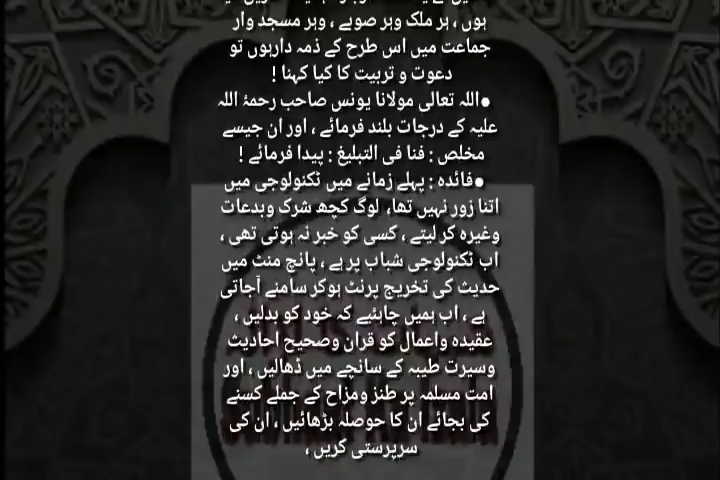 ہوں ، ہر ملک وہر صوبے ، وہر مسجد وار
جماعت میں اس طرح کے ذمہ دارہوں تو
دعوت و تربیت کا کیا کہنا !
●اللہ تعالی مولانا یونس صاحب رحمۂ اللہ
علیہ کے درجات بلند فرمائے ، اور ان جیسے
مخلص : فنا فی التبلیغ : پیدا فرمائے !
●فائدہ : پہلے زمانے میں ٹکنولوجی میں
اتنا زور نہیں تھا، لوگ کچھ شرک وبدعات
وغیرہ کر لیتے ، کسی کو خبر نہ ہوتی تھی ،
اب ٹکنولوجی شباب پر ہے ، پانچ منٹ میں
حدیث کی تخریج پرنٹ ہوکر سامنے آجاتی
ہے ، اب ہمیں چاہئیے کہ خود کو بدلیں ،
عقیدہ واعمال کو قران وصحیح احادیث
وسیرت طیبہ کے سانچے میں ڈھالیں ، اور
امت مسلمہ پر طنز ومزاح کے جملے کسنے
کی بجائے ان کا حوصلہ بڑھائیں ، ان کی
سرپرستی کریں ،